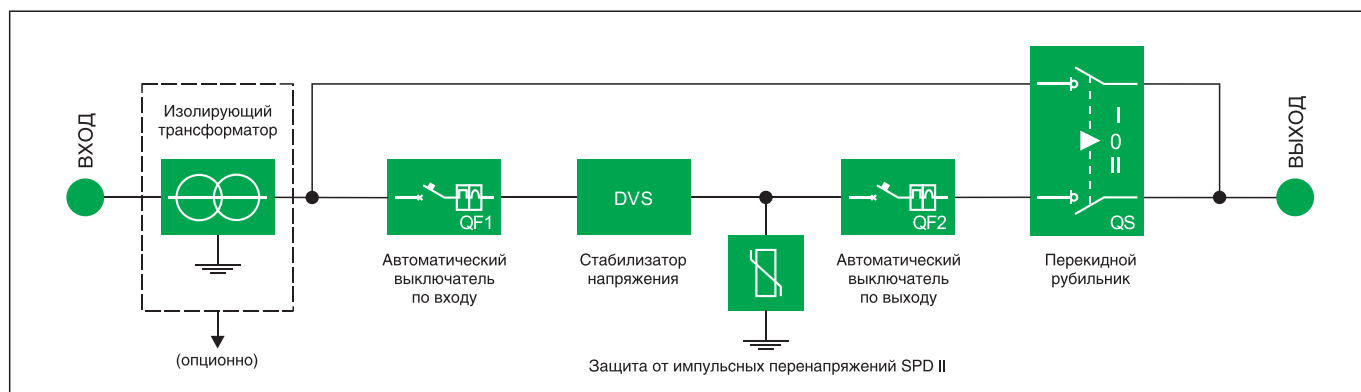 ВХОД
Изолирующий
трансформатор
(опционно)
QF1
Автоматический
выключатель
по входу
DVS
Стабилизатор
напряжения
Защита от импульсных перенапряжений SPD II
QF2
Автоматический
выключатель
по выходу
I
0
II
QS
Перекидной
рубильник
ВЫХОД